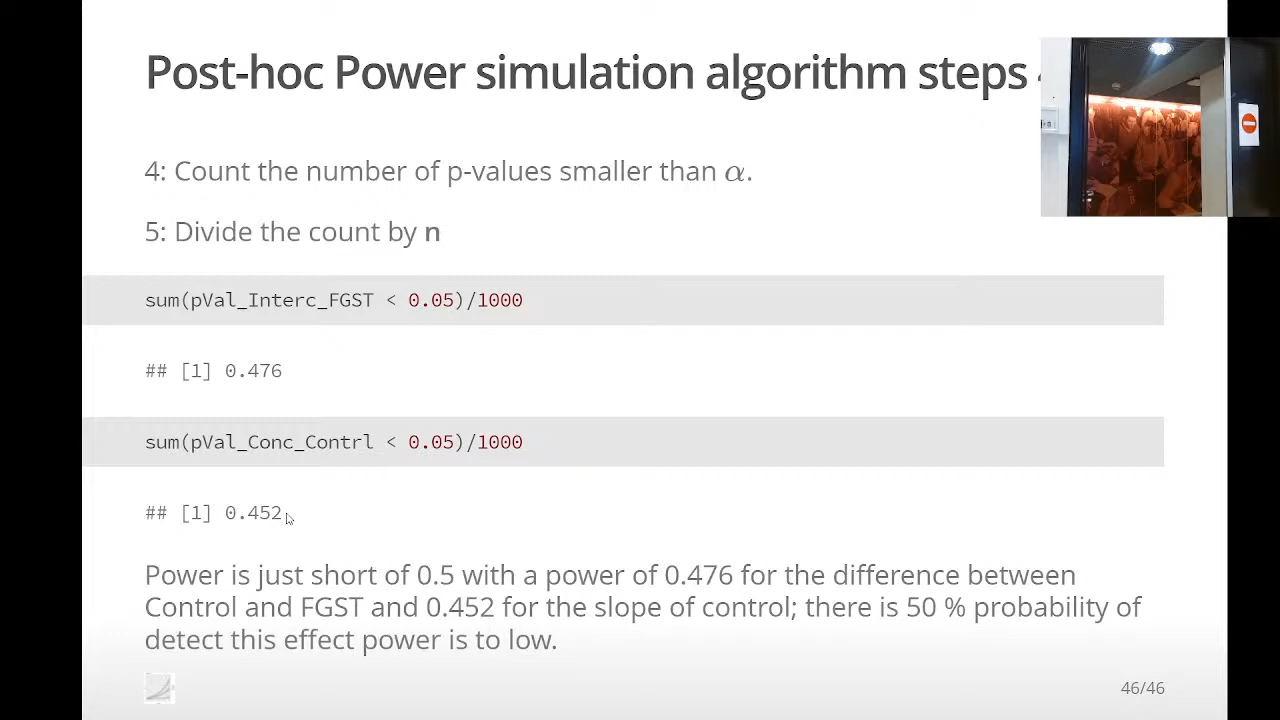 Post-hoc Power simulation algorithm steps
4: Count the number of p-values smaller than α.
5: Divide the count by n
sum(pVal_Interc_FGST < 0.05)/1000
## [1] 0.476
sum(pVal_Conc_Contrl < 0.05)/1000
## [1] 0.452
Power is just short of 0.5 with a power of 0.476 for the difference between
Control and FGST and 0.452 for the slope of control; there is 50 % probability of
detect this effect power is to low.
46/46